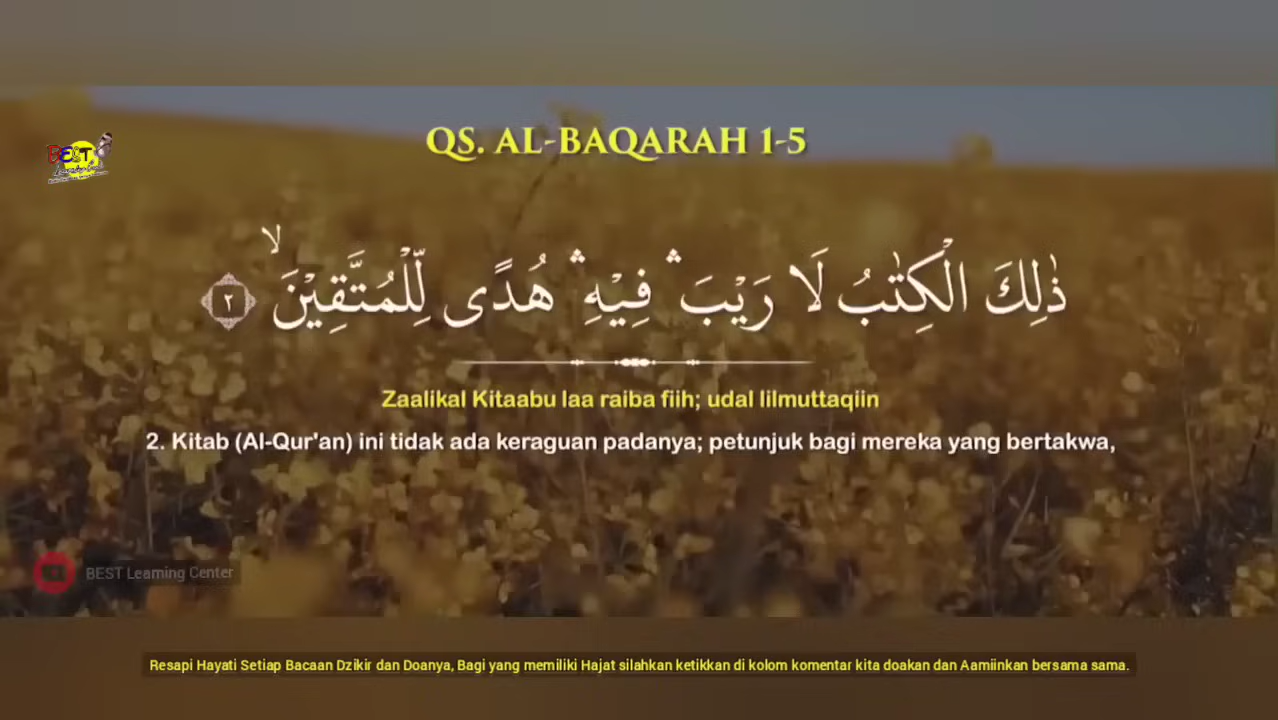 QS. AL-BAQARAH 1-5
BEST
ذٰلِكَ الْكِتٰبُ لَا رَيْبَ ۛ فِيْهِ ۛ هُدًى لِّلْمُتَّقِيْنَۙ ٢
Zaalikal Kitaabu laa raiba fiih; udal lilmuttaqiin
2. Kitab (Al-Qur'an) ini tidak ada keraguan padanya; petunjuk bagi mereka yang bertakwa,
BEST Learning Center
Resapi Hayati Setiap Bacaan Dzikir dan Doanya, Bagi yang memiliki Hajat silahkan ketikkan di kolom komentar kita doakan dan Aamiinkan bersama sama.